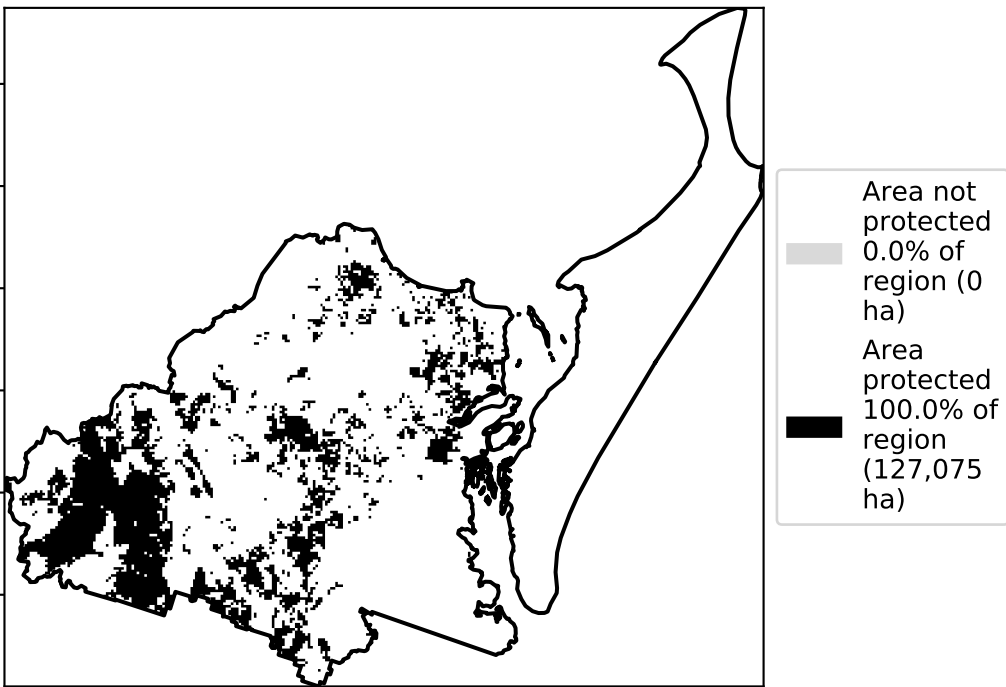 Area not
protected
0.0% of
region (0
ha)
Area
protected
100.0% of
region
(127,075
ha)